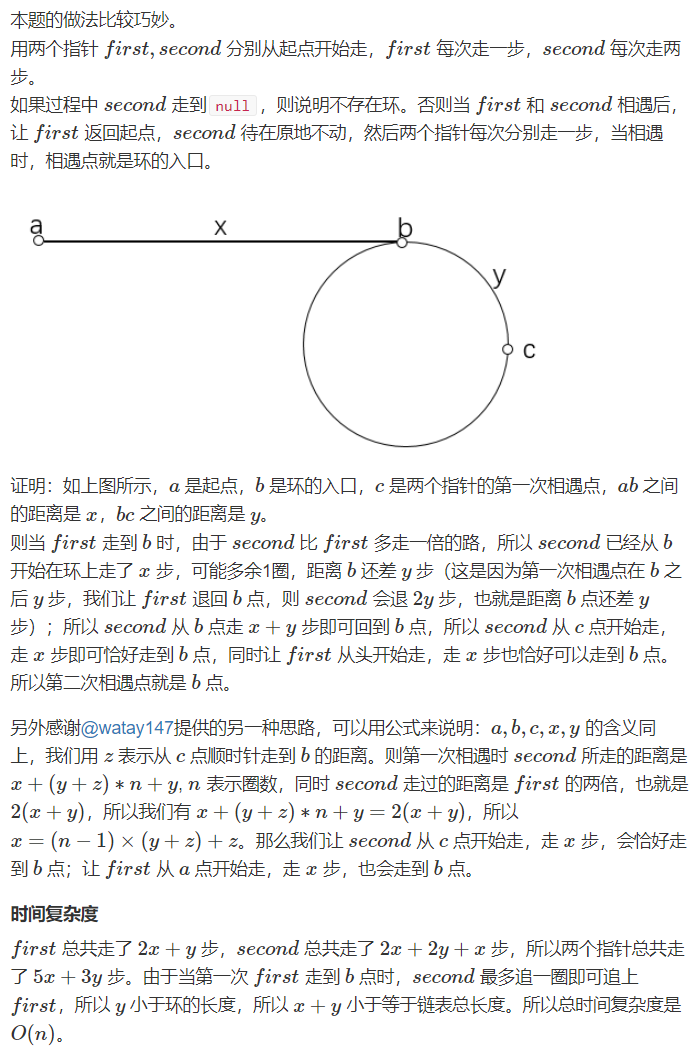 本题的做法比较巧妙。
用两个指针 first, second 分别从起点开始走，first 每次走一步，second 每次走两
步。
如果过程中 second 走到 null ，则说明不存在环。否则当 first 和 second 相遇后，
让 first 返回起点，second 待在原地不动，然后两个指针每次分别走一步，当相遇
时，相遇点就是环的入口。
a
x
b
y
c
证明：如上图所示，a 是起点，b 是环的入口，c 是两个指针的第一次相遇点，ab 之间
的距离是 x，bc 之间的距离是 y。
则当 first 走到 b 时，由于 second 比 first 多走一倍的路，所以 second 已经从 b
开始在环上走了 x 步，可能多余1圈，距离 b 还差 y 步（这是因为第一次相遇点在 b 之
后 y 步，我们让 first 退回 b 点，则 second 会退 2y 步，也就是距离 b 点还差 y
步）；所以 second 从 b 点走 x + y 步即可回到 b 点，所以 second 从 c 点开始走，
走 x 步即可恰好走到 b 点，同时让 first 从头开始走，走 x 步也恰好可以走到 b 点。
所以第二次相遇点就是 b 点。
另外感谢@watay147提供的另一种思路，可以用公式来说明：a, b, c, x, y 的含义同
上，我们用 z 表示从 c 点顺时针走到 b 的距离。则第一次相遇时 second 所走的距离是
x + (y + z) ∗ n + y, n 表示圈数，同时 second 走过的距离是 first 的两倍，也就是
2(x + y)，所以我们有 x + (y + z) ∗ n + y = 2(x + y)，所以
x = (n − 1) × (y + z) + z。那么我们让 second 从 c 点开始走，走 x 步，会恰好走
到 b 点；让 first 从 a 点开始走，走 x 步，也会走到 b 点。
时间复杂度
first 总共走了 2x + y 步，second 总共走了 2x + 2y + x 步，所以两个指针总共走
了 5x + 3y 步。由于当第一次 first 走到 b 点时，second 最多追一圈即可追上
first，所以 y 小于环的长度，所以 x + y 小于等于链表总长度。所以总时间复杂度是
O(n)。